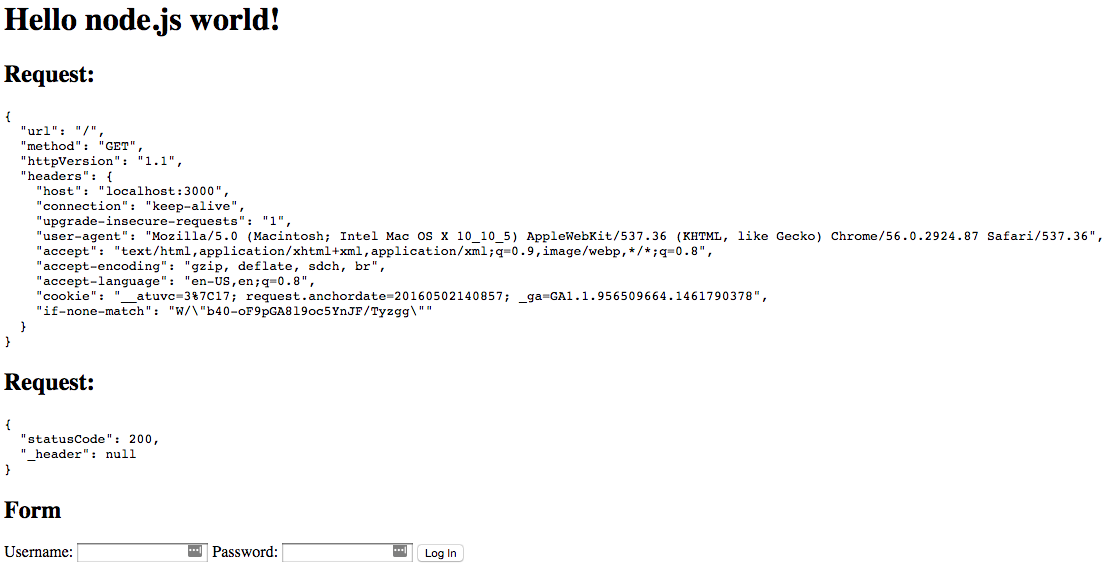 Hello node.js world!
Request:
{
  "url": "/",
  "method": "GET",
  "httpVersion": "1.1",
  "headers": {
    "host": "localhost:3000",
    "connection": "keep-alive",
    "upgrade-insecure-requests": "1",
    "user-agent": "Mozilla/5.0 (Macintosh; Intel Mac OS X 10_10_5) AppleWebKit/537.36 (KHTML, like Gecko) Chrome/56.0.2924.87 Safari/537.36",
    "accept": "text/html,application/xhtml+xml,application/xml;q=0.9,image/webp,*/*;q=0.8",
    "accept-encoding": "gzip, deflate, sdch, br",
    "accept-language": "en-US,en;q=0.8",
    "cookie": "__atuvc=3%7C17; request.anchordate=20160502140857; _ga=GA1.1.956509664.1461790378",
    "if-none-match": "W/\"b40-oF9pGA8l9oc5YnJF/Tyzgg\""
  }
}
Request:
{
  "statusCode": 200,
  "_header": null
}
Form
Username: Password: Log In